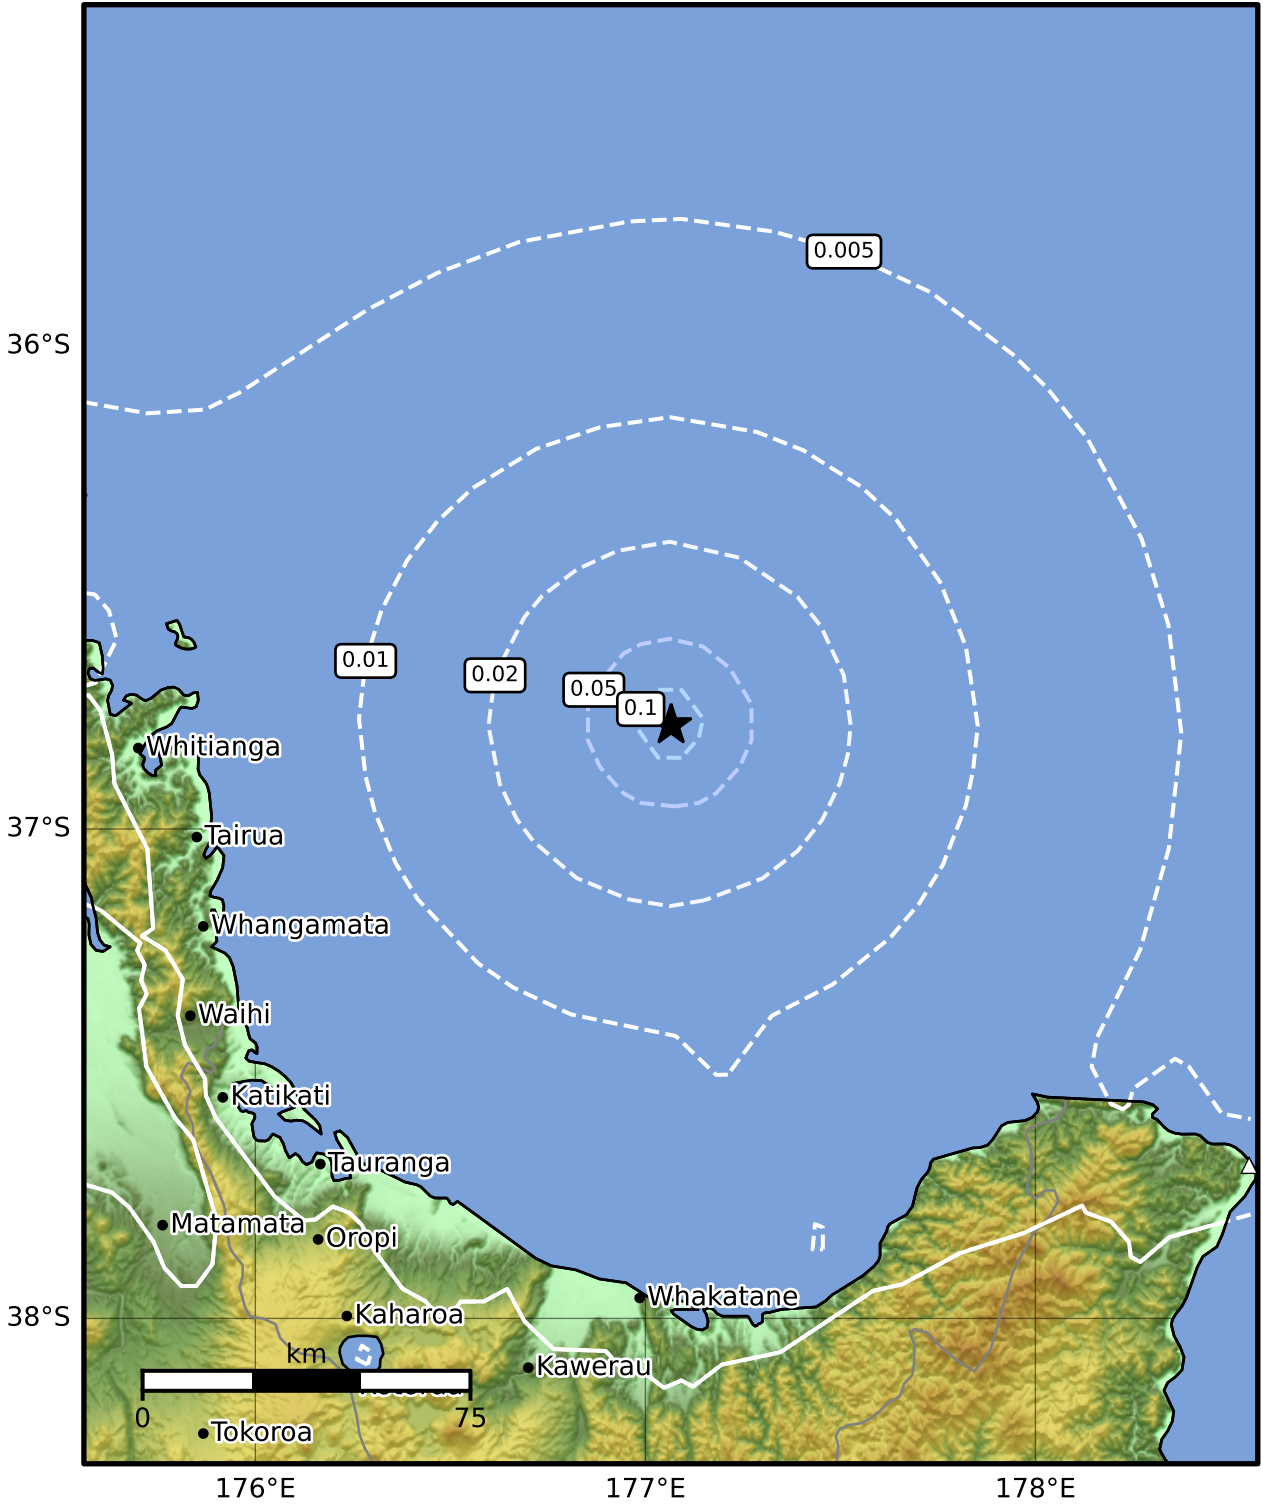 0.005
36°S
0.01
0.02
0.05
0.1
Whitianga
37°S
Tairua
Whangamata
Waihi
Katikati
Tauranga
Matamata
Oropi
Whakatane
38°S
Kaharoa
km
Kawerau
0
75
Tokoroa
176°E
177°E
178°E